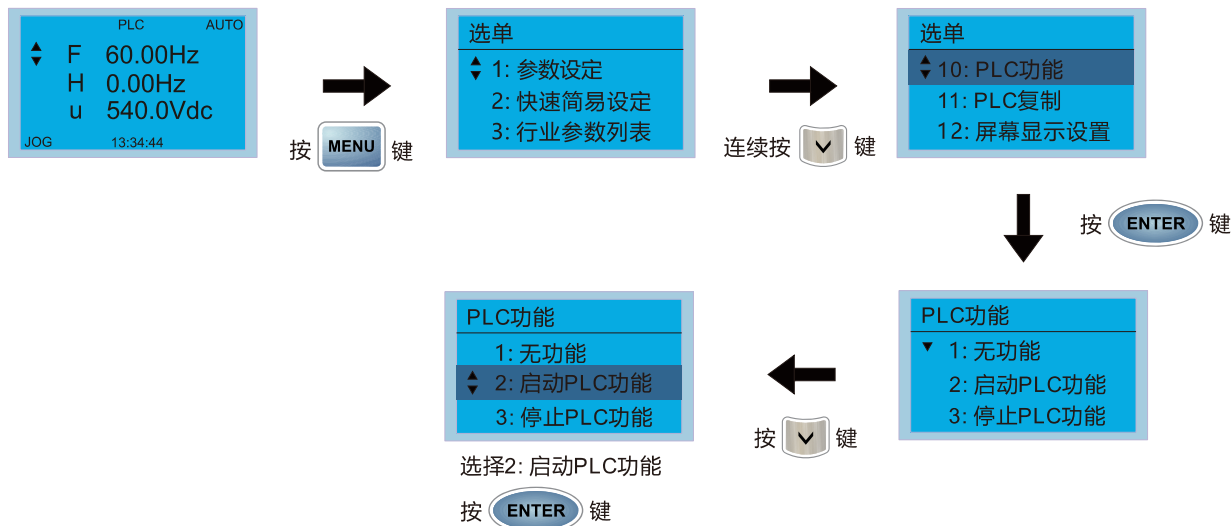 PLC AUTO
F 60.00Hz
H 0.00Hz
u 540.0Vdc
JOG 13:34:44
按 MENU 键
选单
1: 参数设定
2: 快速简易设定
3: 行业参数列表
连续按 键
选单
10: PLC功能
11: PLC复制
12: 屏幕显示设置
按 ENTER 键
PLC功能
1: 无功能
2: 启动PLC功能
3: 停止PLC功能
按 键
PLC功能
1: 无功能
2: 启动PLC功能
3: 停止PLC功能
选择2: 启动PLC功能
按 ENTER 键